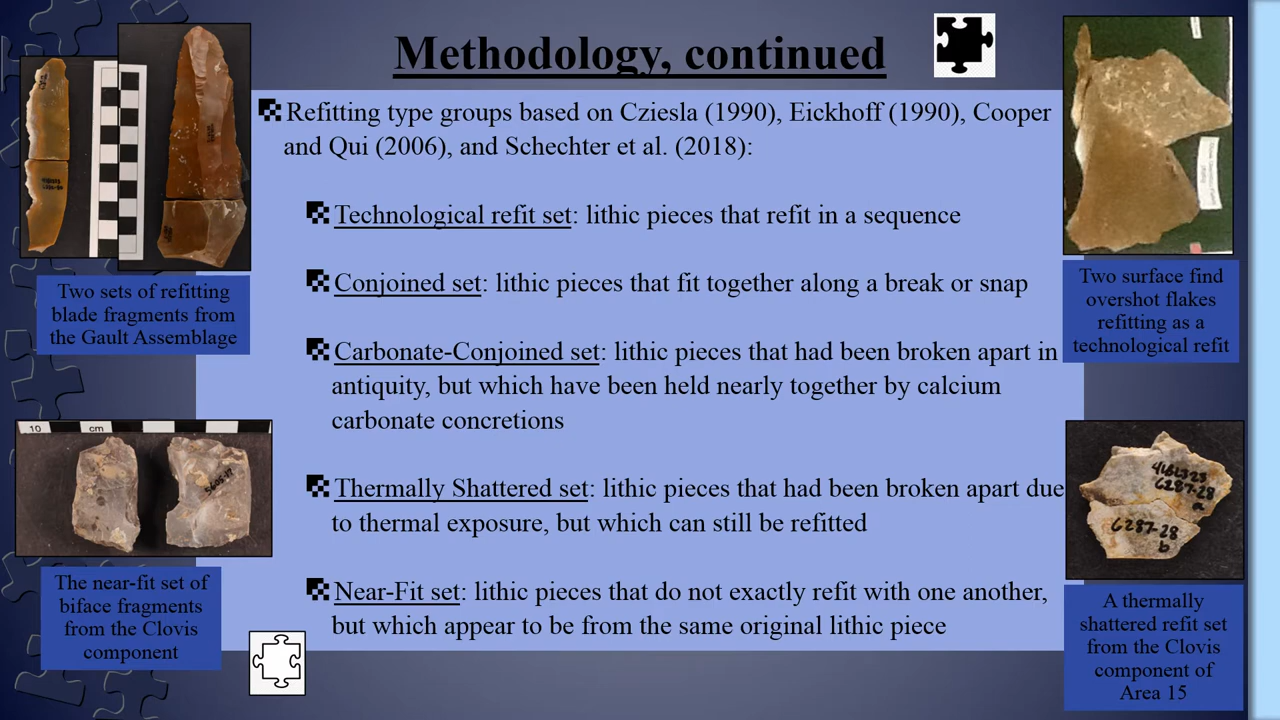 Methodology, continued
Refitting type groups based on Cziesla (1990), Eickhoff (1990), Cooper
and Qui (2006), and Schechter et al. (2018):
Technological refit set: lithic pieces that refit in a sequence
Conjoined set: lithic pieces that fit together along a break or snap
Carbonate-Conjoined set: lithic pieces that had been broken apart in
antiquity, but which have been held nearly together by calcium
carbonate concretions
Thermally Shattered set: lithic pieces that had been broken apart due
to thermal exposure, but which can still be refitted
Near-Fit set: lithic pieces that do not exactly refit with one another,
but which appear to be from the same original lithic piece
Two sets of refitting
blade fragments from
the Gault Assemblage
10 cm
The near-fit set of
biface fragments
from the Clovis
component
Two surface find
overshot flakes
refitting as a
technological refit
6287-28
a
6287-28
b
A thermally
shattered refit set
from the Clovis
component of
Area 15